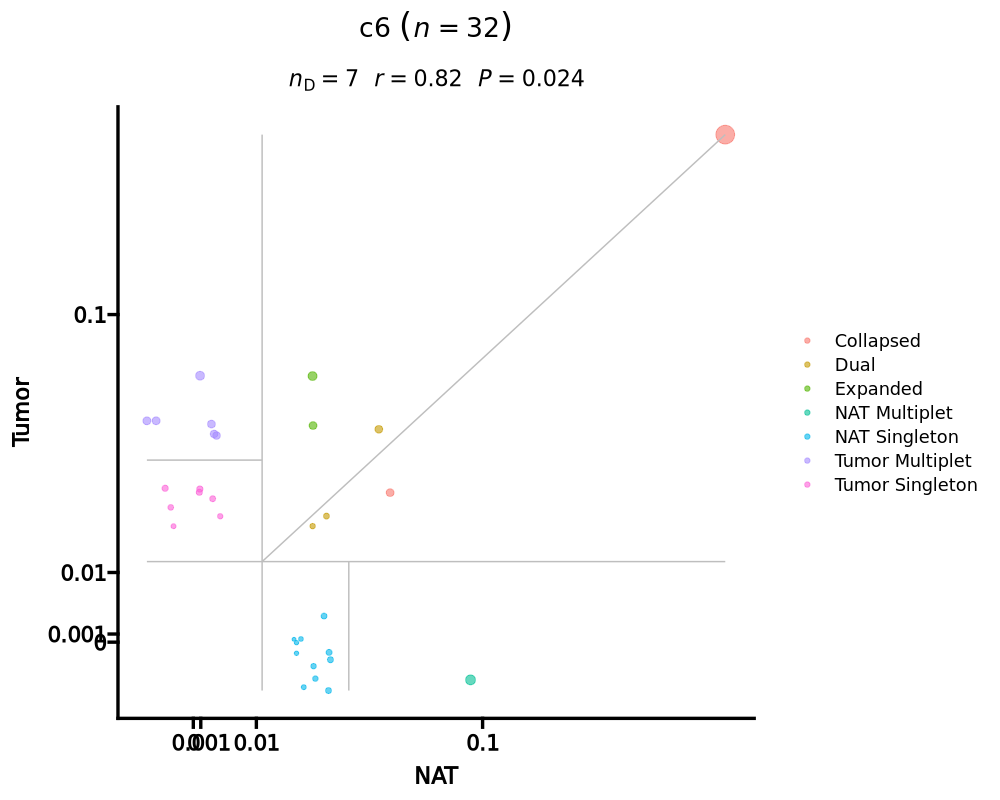 c6 (n = 32)
nD = 7 r = 0.82 P = 0.024
Tumor
0.1
0.01
0.001
0
0
0.001
0.01
0.1
NAT
Collapsed
Dual
Expanded
NAT Multiplet
NAT Singleton
Tumor Multiplet
Tumor Singleton